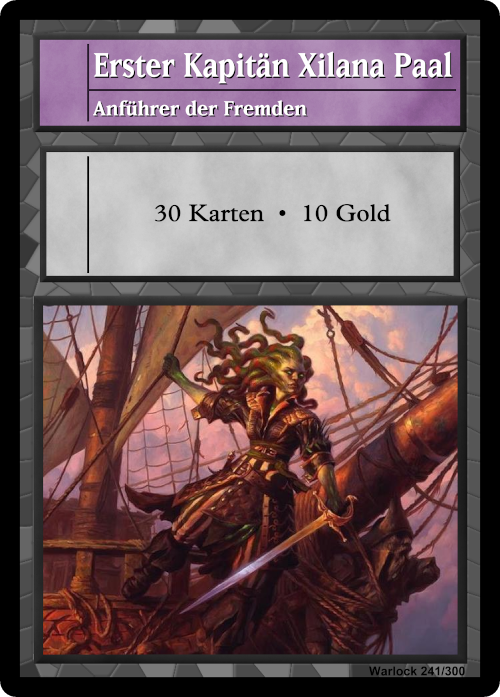 Erster Kapitän Xilana Paal
Anführer der Fremden
30 Karten • 10 Gold
Warlock 241/300